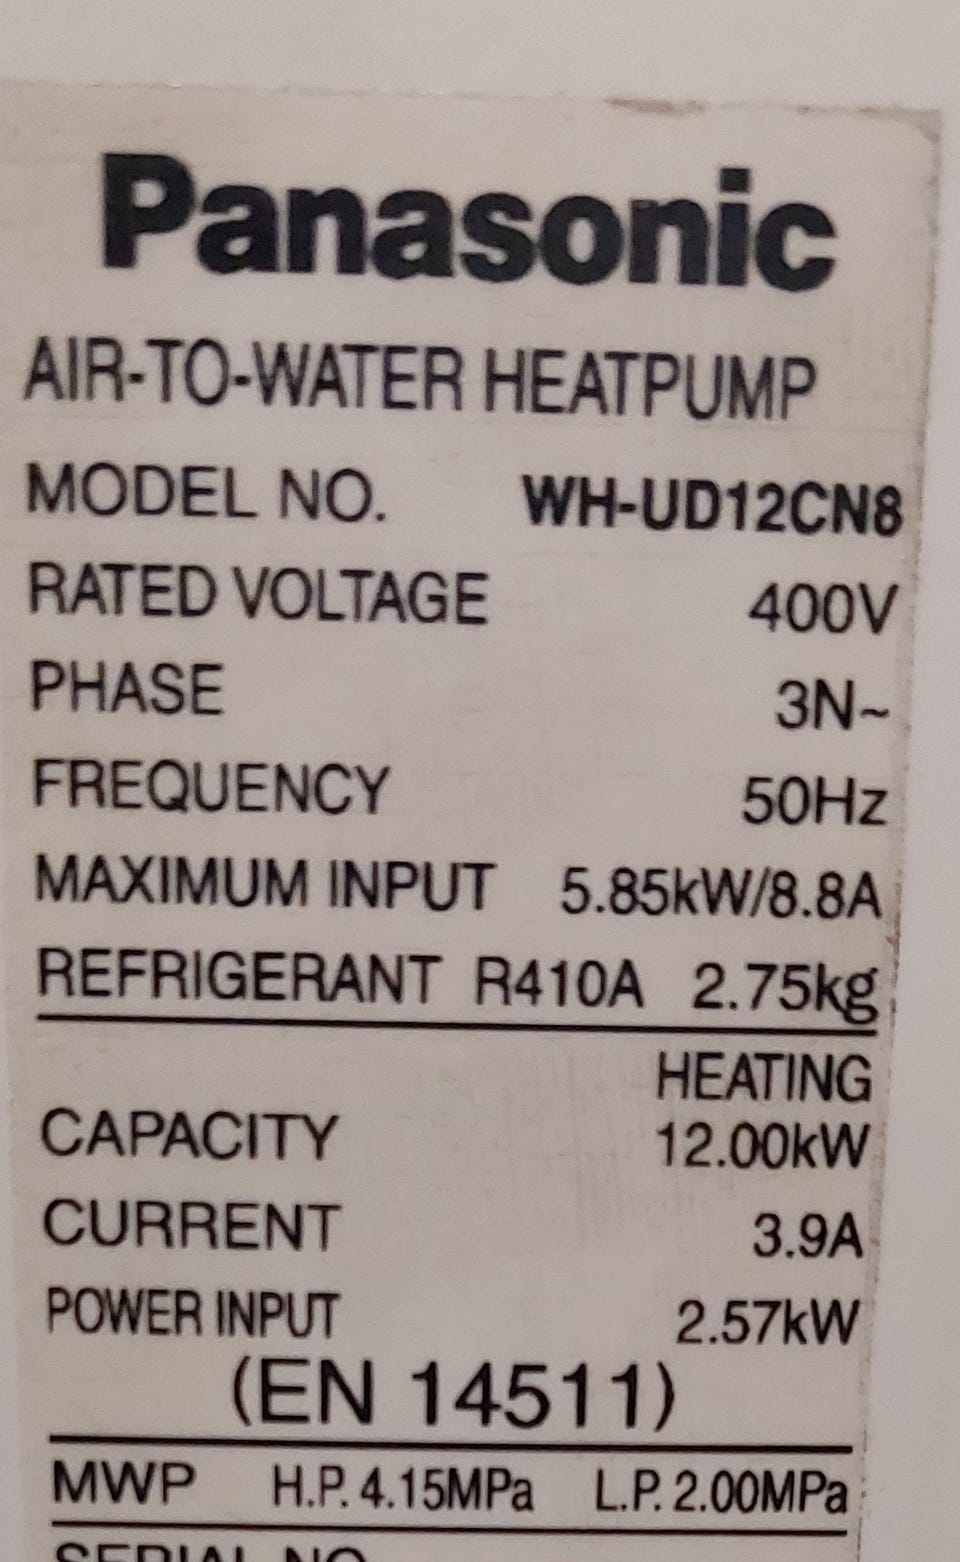 Panasonic
AIR-TO-WATER HEATPUMP
MODEL NO. WH-UD12CN8
RATED VOLTAGE 400V
PHASE 3N~
FREQUENCY 50Hz
MAXIMUM INPUT 5.85kW/8.8A
REFRIGERANT R410A 2.75kg
HEATING
CAPACITY 12.00kW
CURRENT 3.9A
POWER INPUT 2.57kW
(EN 14511)
MWP H.P. 4.15MPa L.P. 2.00MPa
SERIAL NO